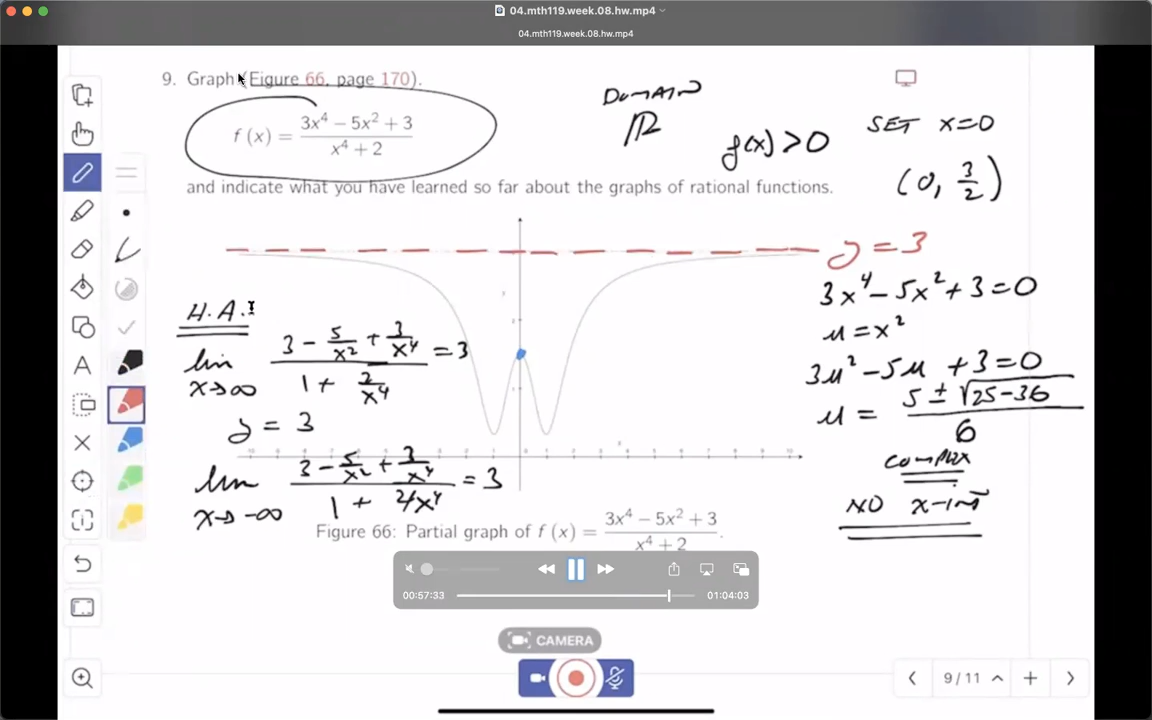 04.mth119.week.08.hw.mp4
04.mth119.week.08.hw.mp4
9. Graph (Figure 66, page 170).
f (x) = (3x⁴ − 5x² + 3)/(x⁴ + 2)
and indicate what you have learned so far about the graphs of rational functions.
DOMAIN
ℝ
f(x) > 0
SET x=0
(0, 3/2)
y = 3
H.A.:
lim x→∞ (3 − 5/x² + 3/x⁴)/(1 + 2/x⁴) = 3
y = 3
lim x→−∞ (3 − 5/x² + 3/x⁴)/(1 + 2/x⁴) = 3
3x⁴ − 5x² + 3 = 0
u = x²
3u² − 5u + 3 = 0
u = (5 ± √25−36)/6
COMPLEX
NO x-int
Figure 66: Partial graph of f (x) = (3x⁴ − 5x² + 3)/(x⁴ + 2).
00:57:33
01:04:03
CAMERA
9 / 11